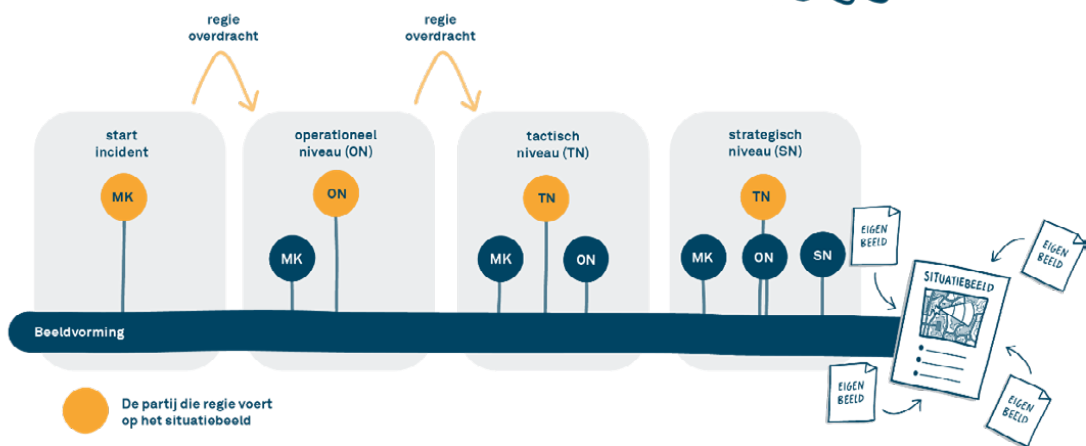 regie
overdracht
regie
overdracht
start
incident
operationeel
niveau (ON)
tactisch
niveau (TN)
strategisch
niveau (SN)
MK
ON
TN
TN
MK
MK
ON
MK
ON
SN
EIGEN
BEELD
EIGEN
BEELD
SITUATIEBEELD
Beeldvorming
EIGEN
BEELD
EIGEN
BEELD
De partij die regie voert
op het situatiebeeld